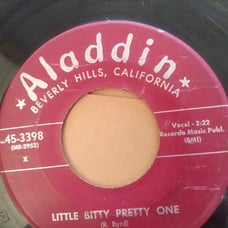 ★Aladdin★
BEVERLY HILLS, CALIFORNIA
45-3398
(MR-2952)
X
Vocal - 2:22
Recordo Music Publ.
(BMI)
LITTLE BITTY PRETTY ONE
(R. Byrd)